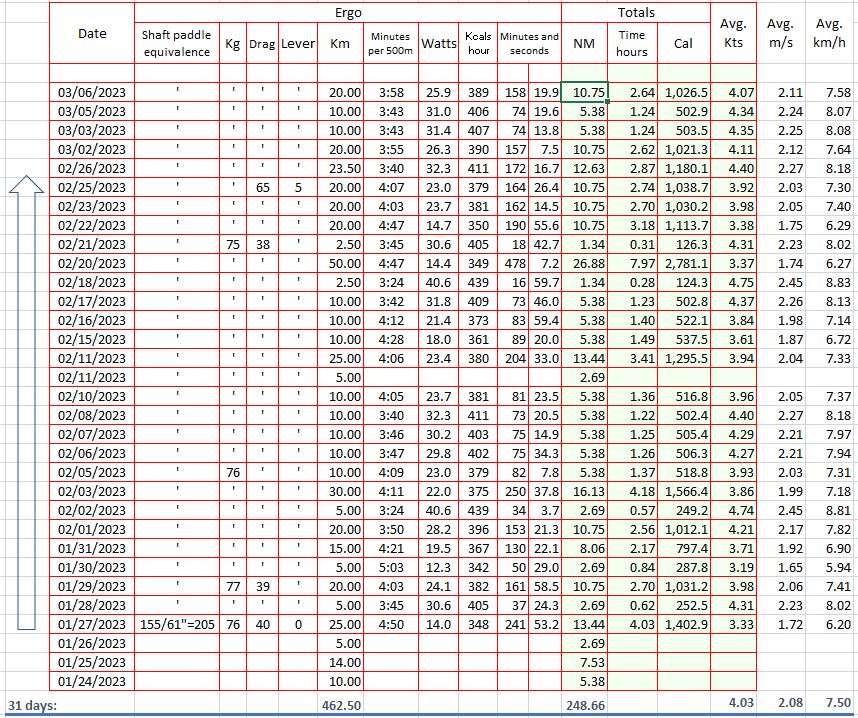 Ergo Totals
Date Shaft paddle equivalence Kg Drag Lever Km Minutes per 500m Watts Kcals hour Minutes and seconds NM Time hours Cal Avg. Kts Avg. m/s Avg. km/h
03/06/2023 ' ' ' ' 20.00 3:58 25.9 389 158 19.9 10.75 2.64 1,026.5 4.07 2.11 7.58
03/05/2023 ' ' ' ' 10.00 3:43 31.0 406 74 19.6 5.38 1.24 502.9 4.34 2.24 8.07
03/03/2023 ' ' ' ' 10.00 3:43 31.4 407 74 13.8 5.38 1.24 503.5 4.35 2.25 8.08
03/02/2023 ' ' ' ' 20.00 3:55 26.3 390 157 7.5 10.75 2.62 1,021.3 4.11 2.12 7.64
02/26/2023 ' ' ' ' 23.50 3:40 32.3 411 172 16.7 12.63 2.87 1,180.1 4.40 2.27 8.18
02/25/2023 ' ' 65 5 20.00 4:07 23.0 379 164 26.4 10.75 2.74 1,038.7 3.92 2.03 7.30
02/23/2023 ' ' ' ' 20.00 4:03 23.7 381 162 14.5 10.75 2.70 1,030.2 3.98 2.05 7.40
02/22/2023 ' ' ' ' 20.00 4:47 14.7 350 190 55.6 10.75 3.18 1,113.7 3.38 1.75 6.29
02/21/2023 ' 75 38 ' 2.50 3:45 30.6 405 18 42.7 1.34 0.31 126.3 4.31 2.23 8.02
02/20/2023 ' ' ' ' 50.00 4:47 14.4 349 478 7.2 26.88 7.97 2,781.1 3.37 1.74 6.27
02/18/2023 ' ' ' ' 2.50 3:24 40.6 439 16 59.7 1.34 0.28 124.3 4.75 2.45 8.83
02/17/2023 ' ' ' ' 10.00 3:42 31.8 409 73 46.0 5.38 1.23 502.8 4.37 2.26 8.13
02/16/2023 ' ' ' ' 10.00 4:12 21.4 373 83 59.4 5.38 1.40 522.1 3.84 1.98 7.14
02/15/2023 ' ' ' ' 10.00 4:28 18.0 361 89 20.0 5.38 1.49 537.5 3.61 1.87 6.72
02/11/2023 ' ' ' ' 25.00 4:06 23.4 380 204 33.0 13.44 3.41 1,295.5 3.94 2.04 7.33
02/11/2023 ' ' ' ' 5.00 2.69
02/10/2023 ' ' ' ' 10.00 4:05 23.7 381 81 23.5 5.38 1.36 516.8 3.96 2.05 7.37
02/08/2023 ' ' ' ' 10.00 3:40 32.3 411 73 20.5 5.38 1.22 502.4 4.40 2.27 8.18
02/07/2023 ' ' ' ' 10.00 3:46 30.2 403 75 14.9 5.38 1.25 505.4 4.29 2.21 7.97
02/06/2023 ' ' ' ' 10.00 3:47 29.8 402 75 34.3 5.38 1.26 506.3 4.27 2.21 7.94
02/05/2023 ' 76 ' ' 10.00 4:09 23.0 379 82 7.8 5.38 1.37 518.8 3.93 2.03 7.31
02/03/2023 ' ' ' ' 30.00 4:11 22.0 375 250 37.8 16.13 4.18 1,566.4 3.86 1.99 7.18
02/02/2023 ' ' ' ' 5.00 3:24 40.6 439 34 3.7 2.69 0.57 249.2 4.74 2.45 8.81
02/01/2023 ' ' ' ' 20.00 3:50 28.2 396 153 21.3 10.75 2.56 1,012.1 4.21 2.17 7.82
01/31/2023 ' ' ' ' 15.00 4:21 19.5 367 130 22.1 8.06 2.17 797.4 3.71 1.92 6.90
01/30/2023 ' ' ' ' 5.00 5:03 12.3 342 50 29.0 2.69 0.84 287.8 3.19 1.65 5.94
01/29/2023 ' 77 39 ' 20.00 4:03 24.1 382 161 58.5 10.75 2.70 1,031.2 3.98 2.06 7.41
01/28/2023 ' ' ' ' 5.00 3:45 30.6 405 37 24.3 2.69 0.62 252.5 4.31 2.23 8.02
01/27/2023 155/61"=205 76 40 0 25.00 4:50 14.0 348 241 53.2 13.44 4.03 1,402.9 3.33 1.72 6.20
01/26/2023 5.00 2.69
01/25/2023 14.00 7.53
01/24/2023 10.00 5.38
31 days: 462.50 248.66 4.03 2.08 7.50